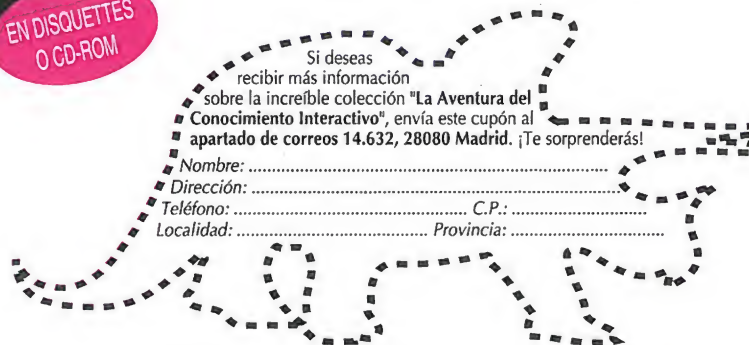 EN DISQUETTES
O CD-ROM
Si deseas
recibir más información
sobre la increíble colección "La Aventura del
Conocimiento Interactivo", envía este cupón al
apartado de correos 14.632, 28080 Madrid. ¡Te sorprenderás!
Nombre: ..........................................................................................
Dirección: ..........................................................................................
Teléfono: .......................................................... C.P.: .................................
Localidad: ................................................ Provincia: .....................................